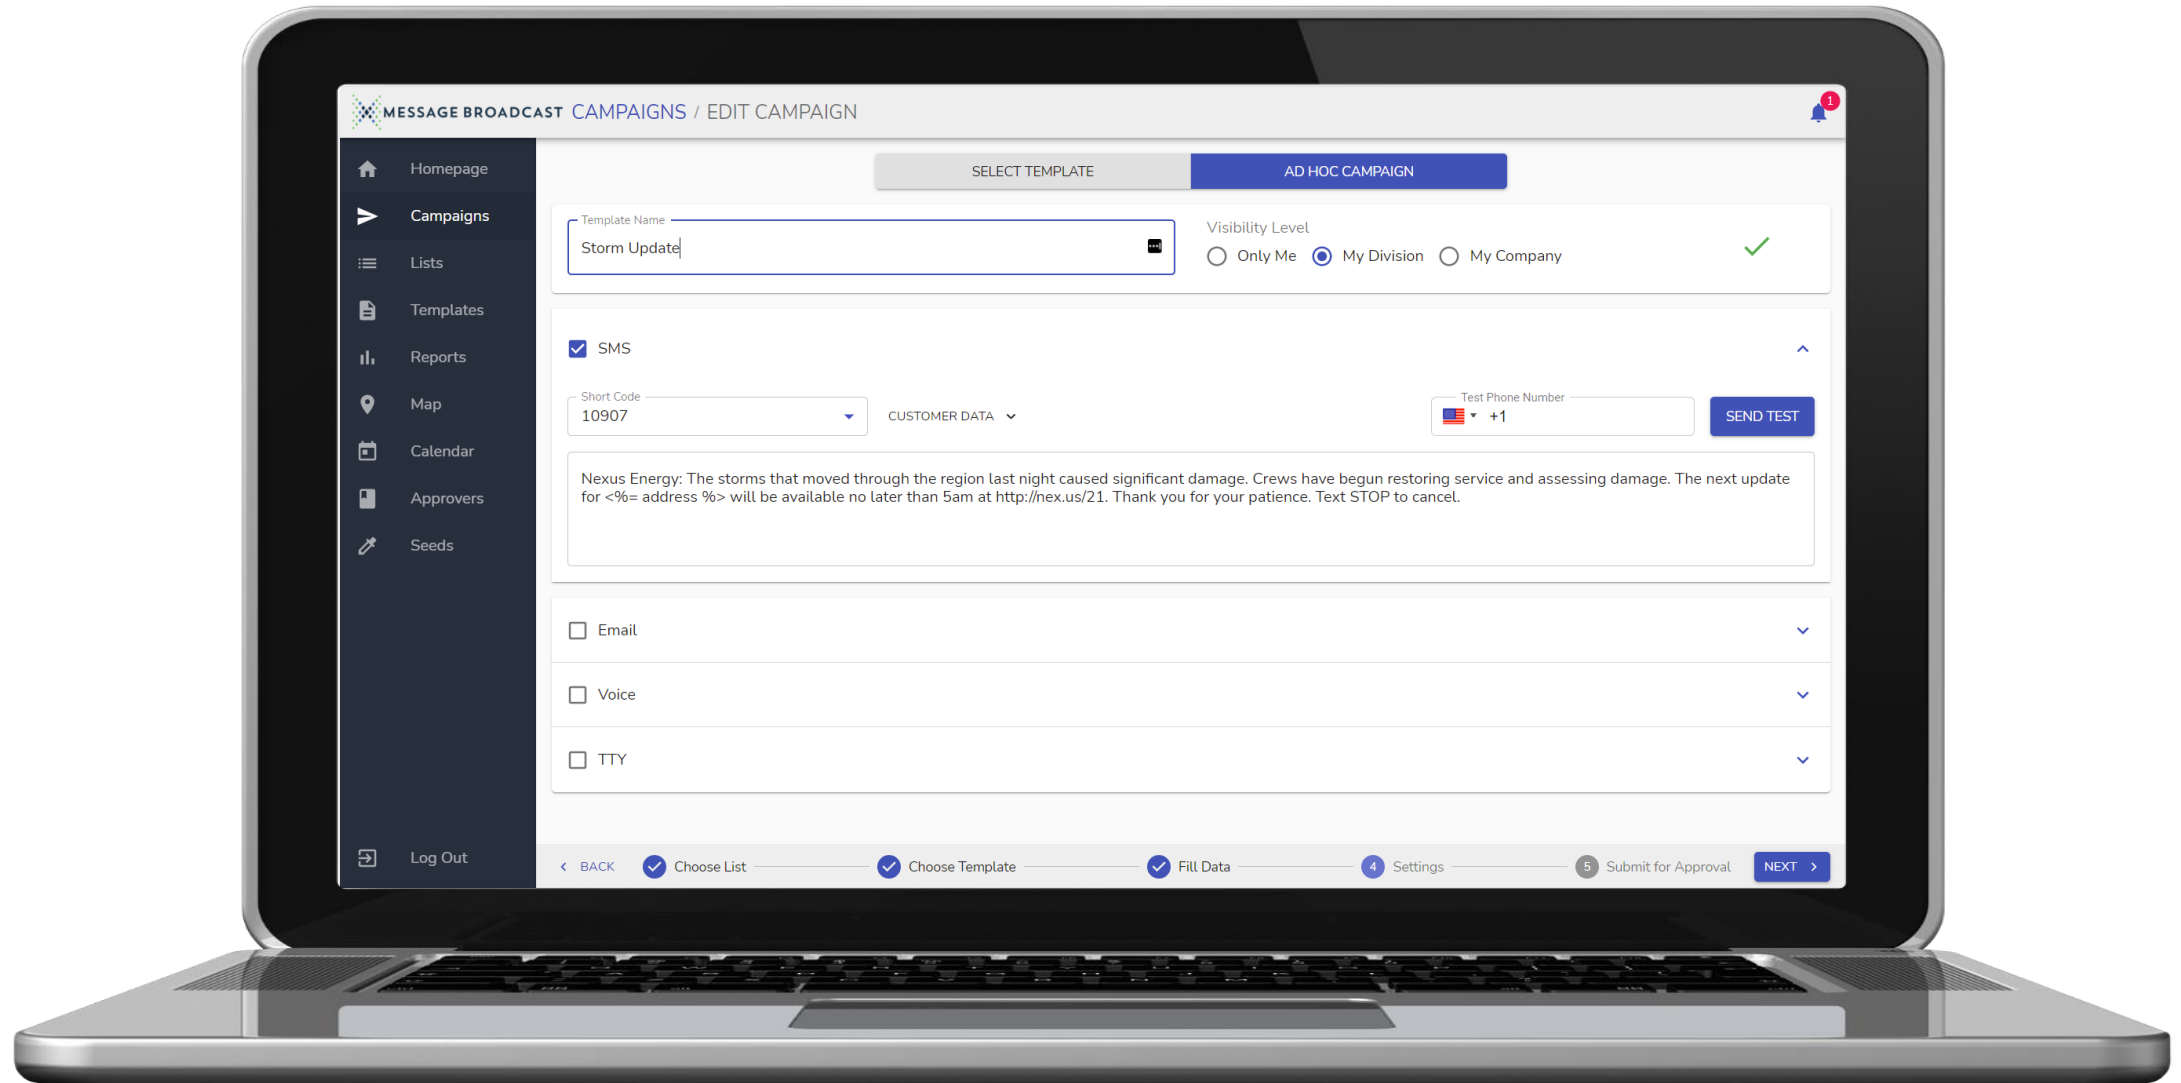 MESSAGE BROADCAST CAMPAIGNS / EDIT CAMPAIGN
1
Homepage
Campaigns
Lists
Templates
Reports
Map
Calendar
Approvers
Seeds
Log Out
SELECT TEMPLATE
AD HOC CAMPAIGN
Template Name
Storm Update
Visibility Level
Only Me
My Division
My Company
SMS
Short Code
10907
CUSTOMER DATA
Test Phone Number
+1
SEND TEST
Nexus Energy: The storms that moved through the region last night caused significant damage. Crews have begun restoring service and assessing damage. The next update
for <%= address %> will be available no later than 5am at http://nex.us/21. Thank you for your patience. Text STOP to cancel.
Email
Voice
TTY
BACK
Choose List
Choose Template
Fill Data
4 Settings
5 Submit for Approval
NEXT